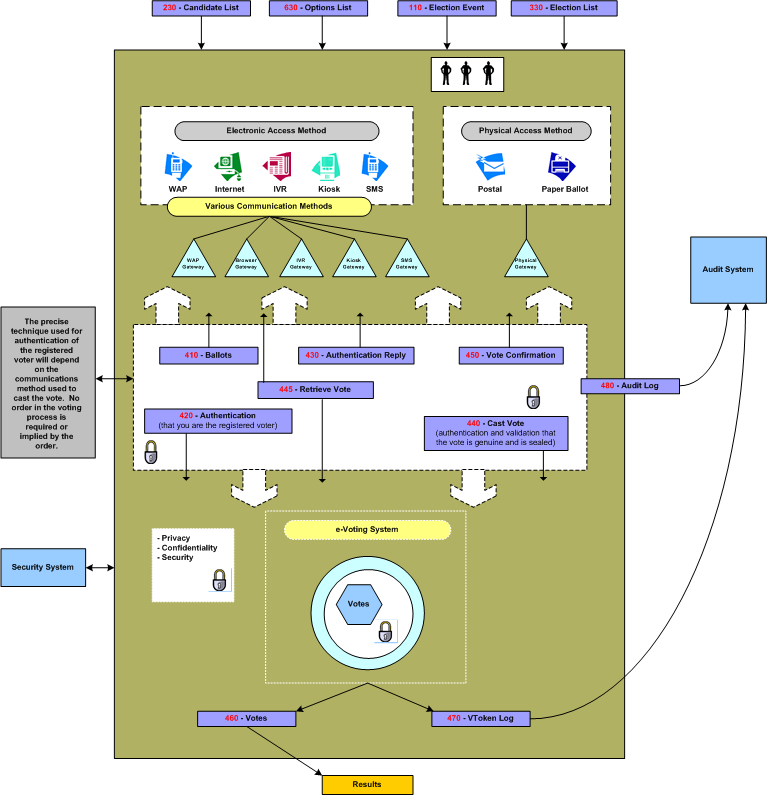 230 - Candidate List
630 - Options List
110 - Election Event
330 - Election List
Electronic Access Method
Physical Access Method
WAP
Internet
IVR
Kiosk
SMS
Postal
Paper Ballot
Various Communication Methods
WAP
Gateway
Browser
Gateway
IVR
Gateway
Kiosk
Gateway
SMS
Gateway
Physical
Gateway
Audit System
The precise
technique used for
authentication of
the registered
voter will depend
on the
communications
method used to
cast the vote. No
order in the voting
process is
required or
implied by the
order.
410 - Ballots
430 - Authentication Reply
450 - Vote Confirmation
445 - Retrieve Vote
480 - Audit Log
420 - Authentication
(that you are the registered voter)
440 - Cast Vote
(authentication and validation that
the vote is genuine and is sealed)
e-Voting System
- Privacy
- Confidentiality
- Security
Security System
Votes
460 - Votes
470 - VToken Log
Results